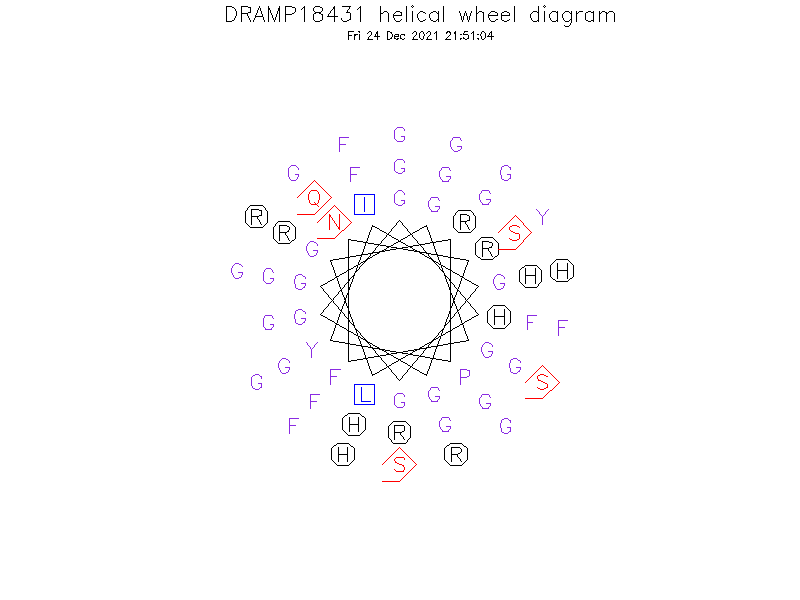 DRAMP18431 helical wheel diagram
Fri 24 Dec 2021 21:51:04
G
F G
G
G F G G
Q I G G G
R N R Y
R S
G R
G G G G H H
G G H F F
Y G
G G
G F P S
F L G G G
F H R G G
H R
S